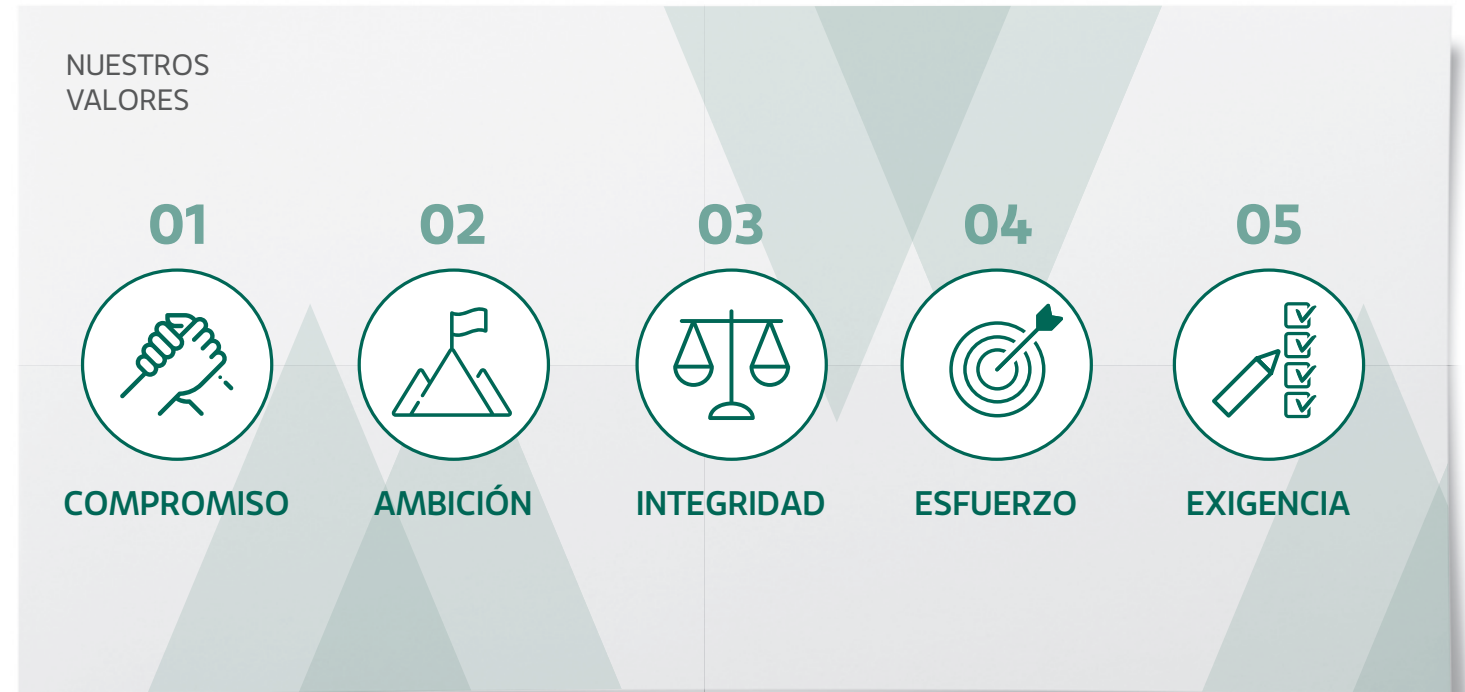 NUESTROS
VALORES
01 02 03 04 05
COMPROMISO AMBICIÓN INTEGRIDAD ESFUERZO EXIGENCIA